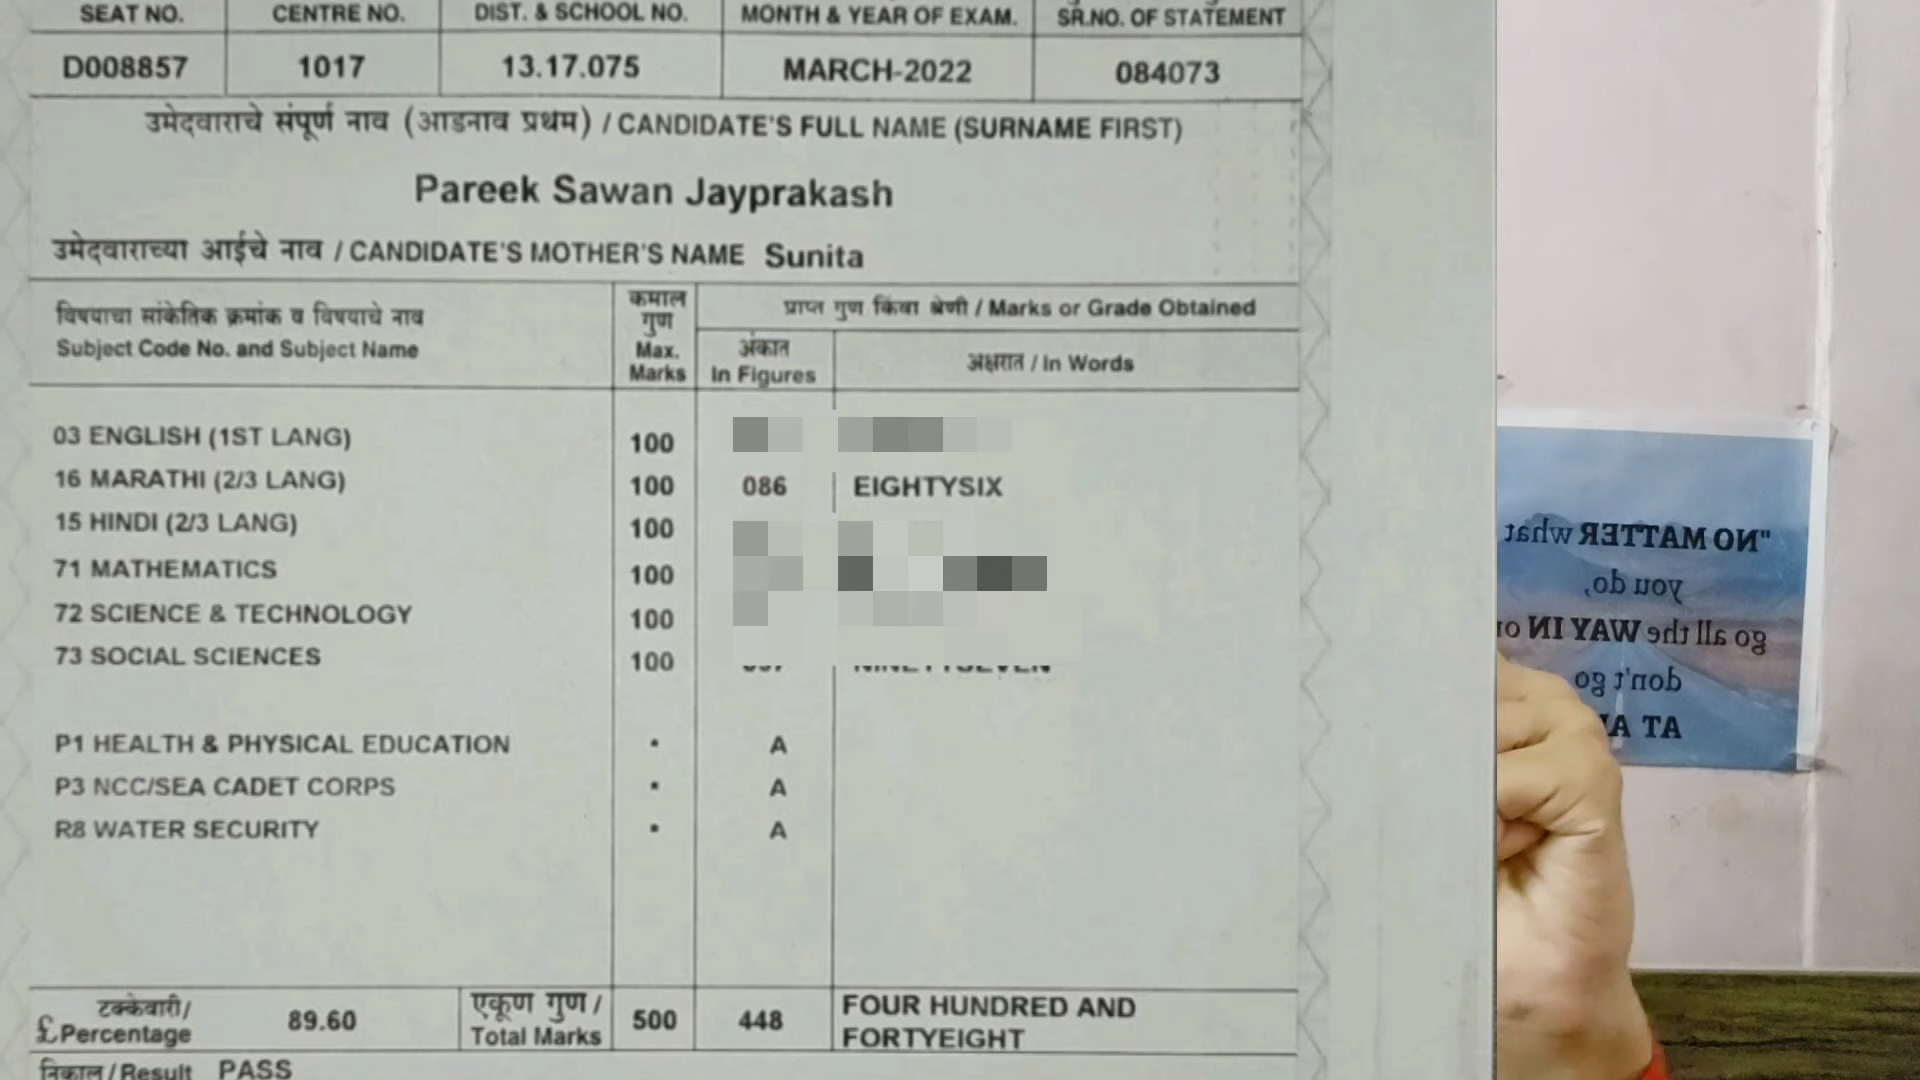 SEAT NO. CENTRE NO. DIST. & SCHOOL NO. MONTH & YEAR OF EXAM. SR.NO. OF STATEMENT
D008857 1017 13.17.075 MARCH-2022 084073
उमेदवाराचे संपूर्ण नाव (आडनाव प्रथम) / CANDIDATE'S FULL NAME (SURNAME FIRST)
Pareek Sawan Jayprakash
उमेदवाराच्या आईचे नाव / CANDIDATE'S MOTHER'S NAME Sunita
विषयाचा सांकेतिक क्रमांक व विषयाचे नाव
Subject Code No. and Subject Name
कमाल
गुण
Max.
Marks
प्राप्त गुण किंवा श्रेणी / Marks or Grade Obtained
अंकात
In Figures
अक्षरात / In Words
03 ENGLISH (1ST LANG) 100
16 MARATHI (2/3 LANG) 100 086 EIGHTYSIX
15 HINDI (2/3 LANG) 100
71 MATHEMATICS 100
72 SCIENCE & TECHNOLOGY 100
73 SOCIAL SCIENCES 100
P1 HEALTH & PHYSICAL EDUCATION • A
P3 NCC/SEA CADET CORPS • A
R8 WATER SECURITY • A
टक्केवारी/
£Percentage
89.60
एकूण गुण /
Total Marks
500 448
FOUR HUNDRED AND
FORTYEIGHT
निकाल / Result PASS
"NO MATTER what
you do,
go all the WAY IN or
don't go
AT